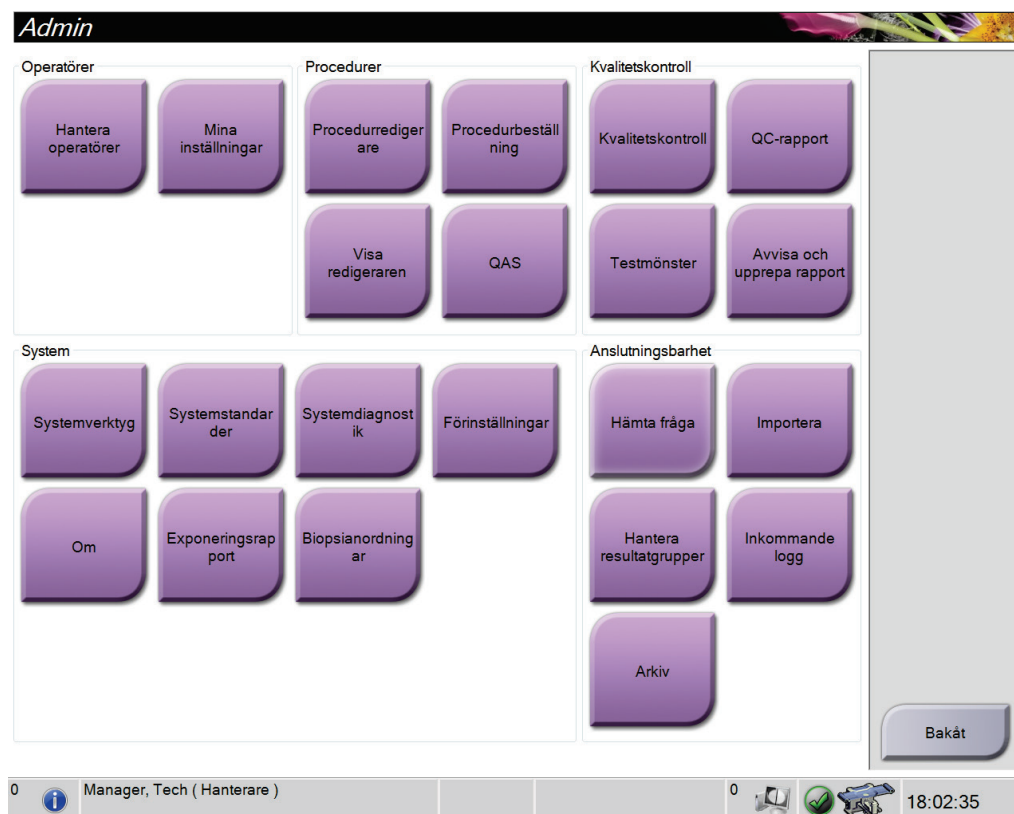 Admin
Operatörer
Hantera
operatörer
Mina
inställningar
Procedurer
Procedurrediger
are
Procedurbeställ
ning
Visa
redigeraren
QAS
Kvalitetskontroll
Kvalitetskontroll
QC-rapport
Testmönster
Avvisa och
upprepa rapport
System
Systemverktyg
Systemstandar
der
Systemdiagnost
ik
Förinställningar
Om
Exponeringsrap
port
Biopsianordning
ar
Anslutningsbarhet
Hämta fråga
Importera
Hantera
resultatgrupper
Inkommande
logg
Arkiv
Bakåt
0
Manager, Tech ( Hanterare )
0
18:02:35